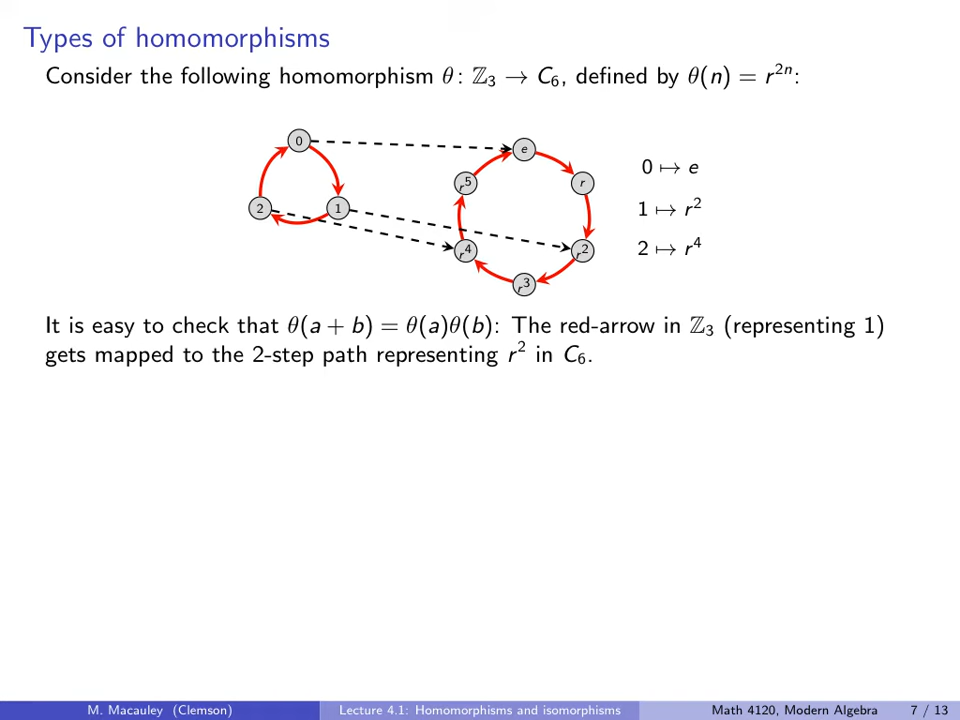 Types of homomorphisms
Consider the following homomorphism θ: ℤ₃ → C₆, defined by θ(n) = r²ⁿ:
0
2
1
e
r
r²
r³
r⁴
r⁵
0 ↦ e
1 ↦ r²
2 ↦ r⁴
It is easy to check that θ(a + b) = θ(a)θ(b): The red-arrow in ℤ₃ (representing 1)
gets mapped to the 2-step path representing r² in C₆.
M. Macauley (Clemson)
Lecture 4.1: Homomorphisms and isomorphisms
Math 4120, Modern Algebra
7 / 13